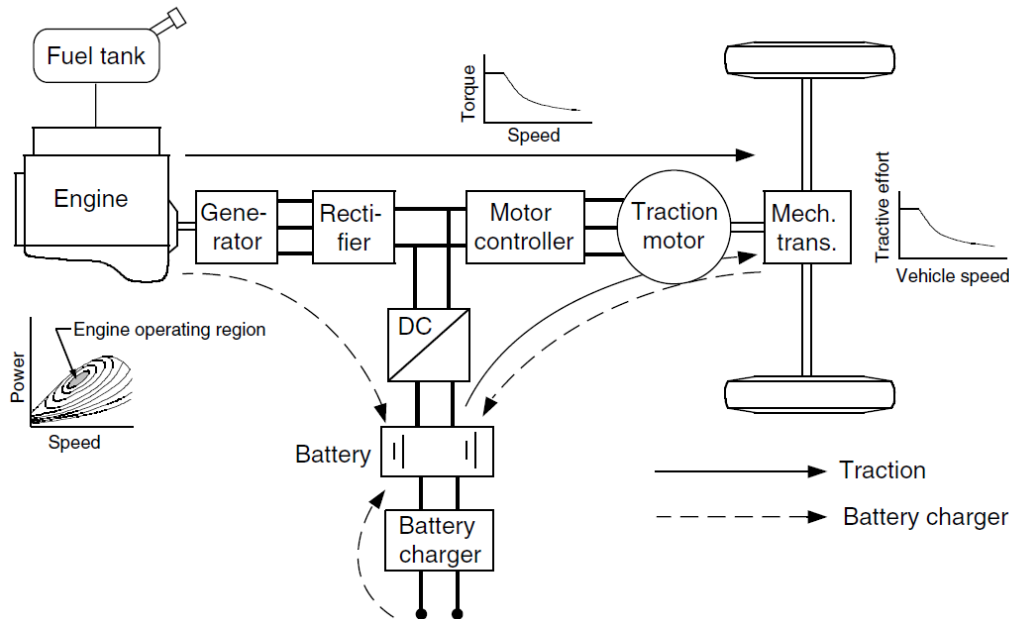 Fuel tank
Torque
Speed
Engine
Gene-
rator
Recti-
fier
Motor
controller
Traction
motor
Mech.
trans.
Tractive effort
Vehicle speed
Engine operating region
Power
Speed
DC
Battery
Traction
Battery
charger
Battery charger